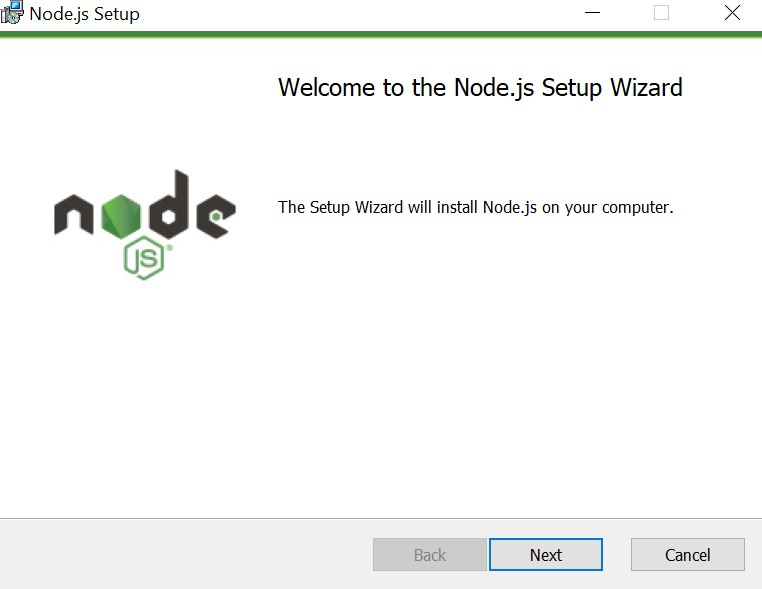 Node.js Setup
Welcome to the Node.js Setup Wizard
The Setup Wizard will install Node.js on your computer.
node
JS®
Back
Next
Cancel